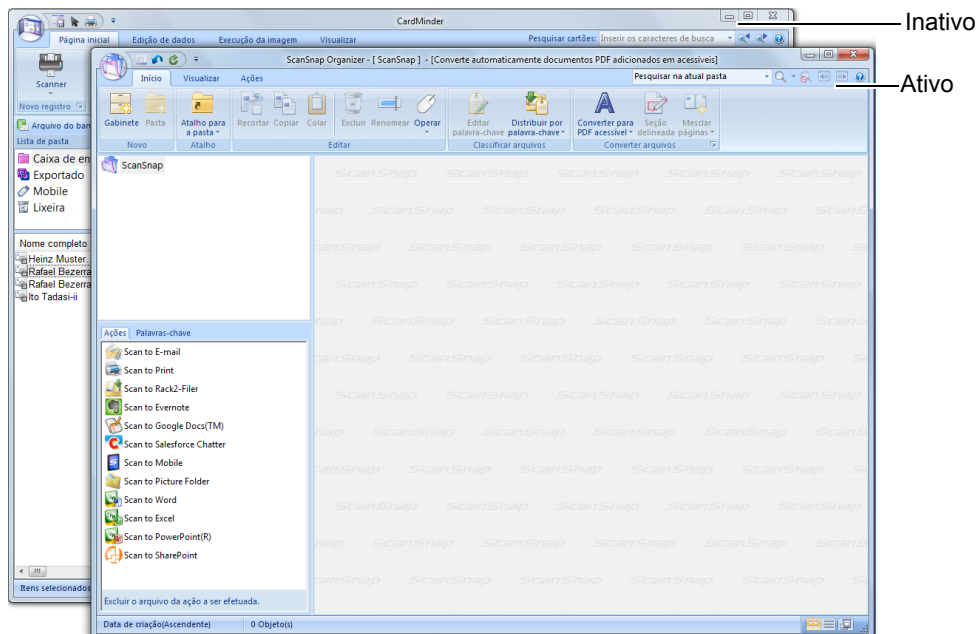 CardMinder
Inativo
Página inicial Edição de dados Execução da imagem Visualizar Pesquisar cartões: Inserir os caracteres de busca
ScanSnap Organizer - [ ScanSnap ] - [Converte automaticamente documentos PDF adicionados em acessíveis]
Início Visualizar Ações Pesquisar na atual pasta
Ativo
Scanner
Novo registro
Gabinete Pasta Atalho para a pasta Recortar Copiar Colar Excluir Renomear Operar Editar palavra-chave Distribuir por palavra-chave Converter para PDF acessível Seção delineada Mesclar páginas
Novo Atalho Editar Classificar arquivos Converter arquivos
Arquivo do ban
Lista de pasta
Caixa de en
Exportado
Mobile
Lixeira
Nome completo
Heinz Muster.
Rafael Bezerra
Rafael Bezerra
Ito Tadasi-ii
Itens selecionados
ScanSnap
Ações Palavras-chave
Scan to E-mail
Scan to Print
Scan to Rack2-Filer
Scan to Evernote
Scan to Google Docs(TM)
Scan to Salesforce Chatter
Scan to Mobile
Scan to Picture Folder
Scan to Word
Scan to Excel
Scan to PowerPoint(R)
Scan to SharePoint
Excluir o arquivo da ação a ser efetuada.
Data de criação(Ascendente) 0 Objeto(s)
ScanSnap ScanSnap ScanSnap ScanSnap ScanSnap